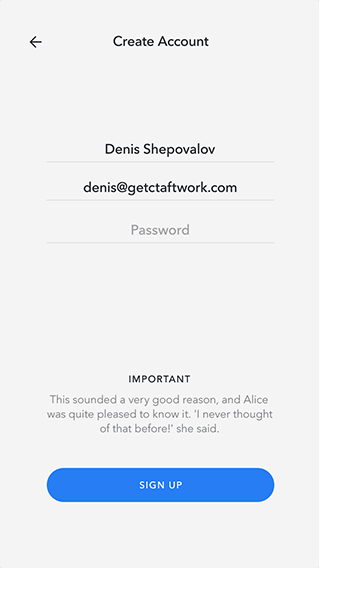 Create Account
Denis Shepovalov
denis@getctaftwork.com
Password
IMPORTANT
This sounded a very good reason, and Alice
was quite pleased to know it. 'I never thought
of that before!' she said.
SIGN UP